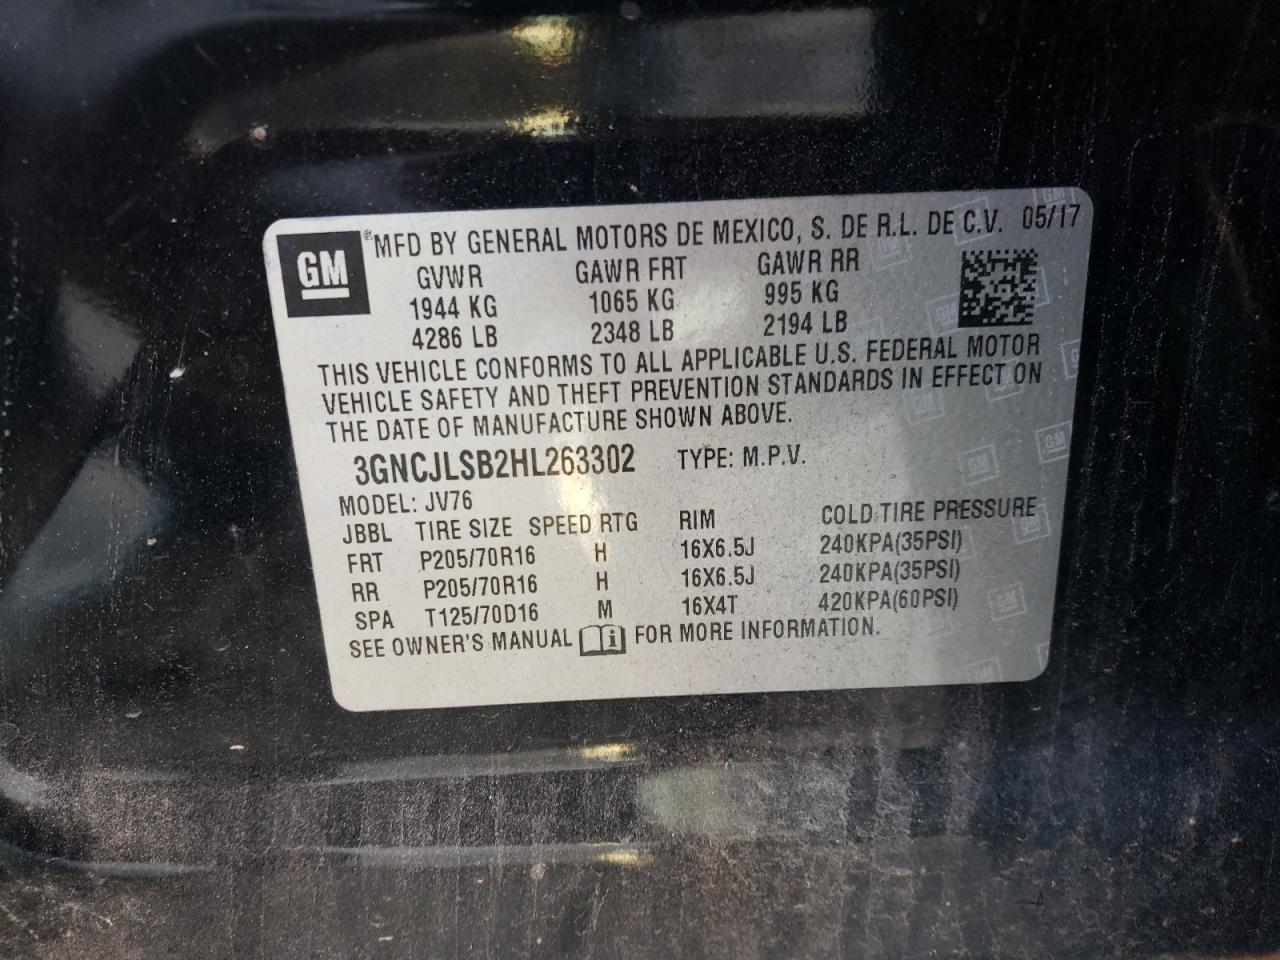 GM
® MFD BY GENERAL MOTORS DE MEXICO, S. DE R.L. DE C.V. 05/17
GVWR GAWR FRT GAWR RR
1944 KG 1065 KG 995 KG
4286 LB 2348 LB 2194 LB
THIS VEHICLE CONFORMS TO ALL APPLICABLE U.S. FEDERAL MOTOR
VEHICLE SAFETY AND THEFT PREVENTION STANDARDS IN EFFECT ON
THE DATE OF MANUFACTURE SHOWN ABOVE.
3GNCJLSB2HL263302 TYPE: M.P.V.
MODEL: JV76
JBBL TIRE SIZE SPEED RTG RIM COLD TIRE PRESSURE
FRT P205/70R16 H 16X6.5J 240KPA(35PSI)
RR P205/70R16 H 16X6.5J 240KPA(35PSI)
SPA T125/70D16 M 16X4T 420KPA(60PSI)
SEE OWNER'S MANUAL i FOR MORE INFORMATION.